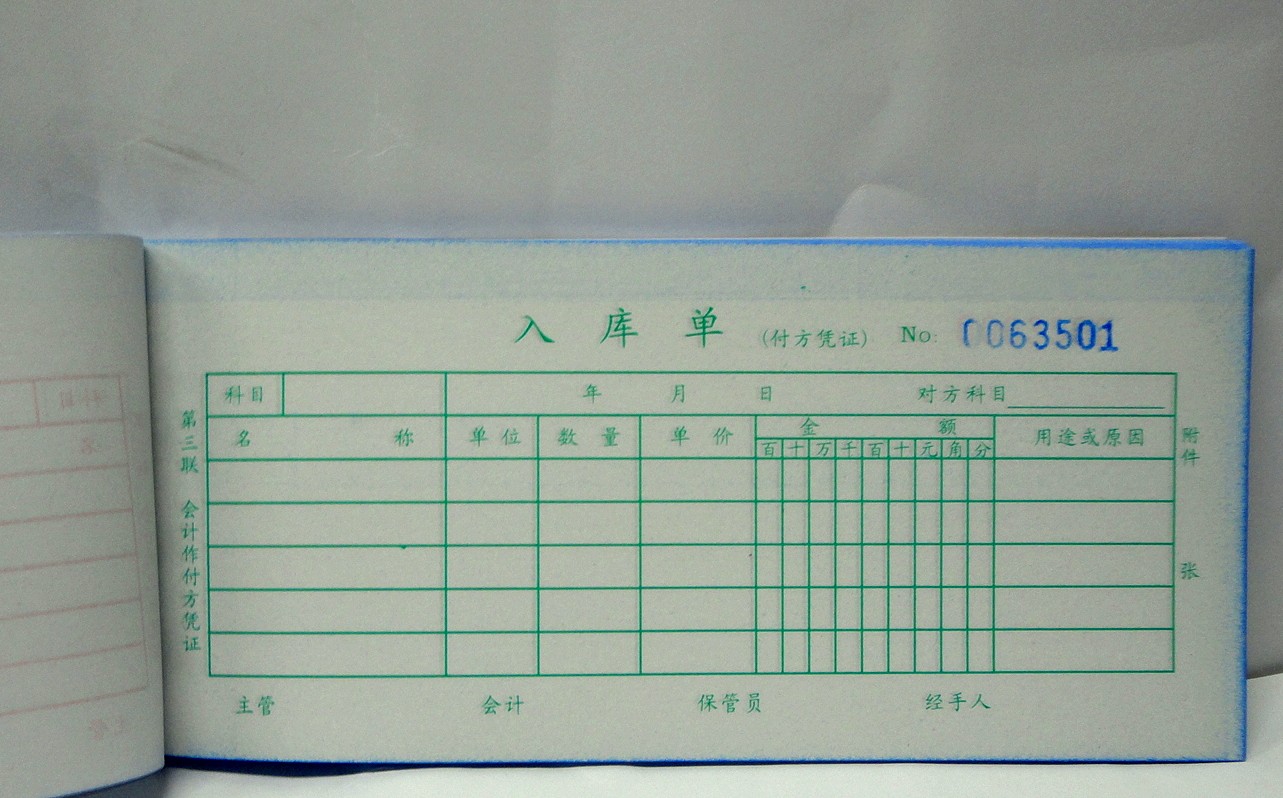 入库单 (付方凭证) No: 0063501
科目 年 月 日 对方科目
名称 单位 数量 单价 金额 用途或原因
百 十 万 千 百 十 元 角 分
第三联 会计作付方凭证
附件 张
主管 会计 保管员 经手人